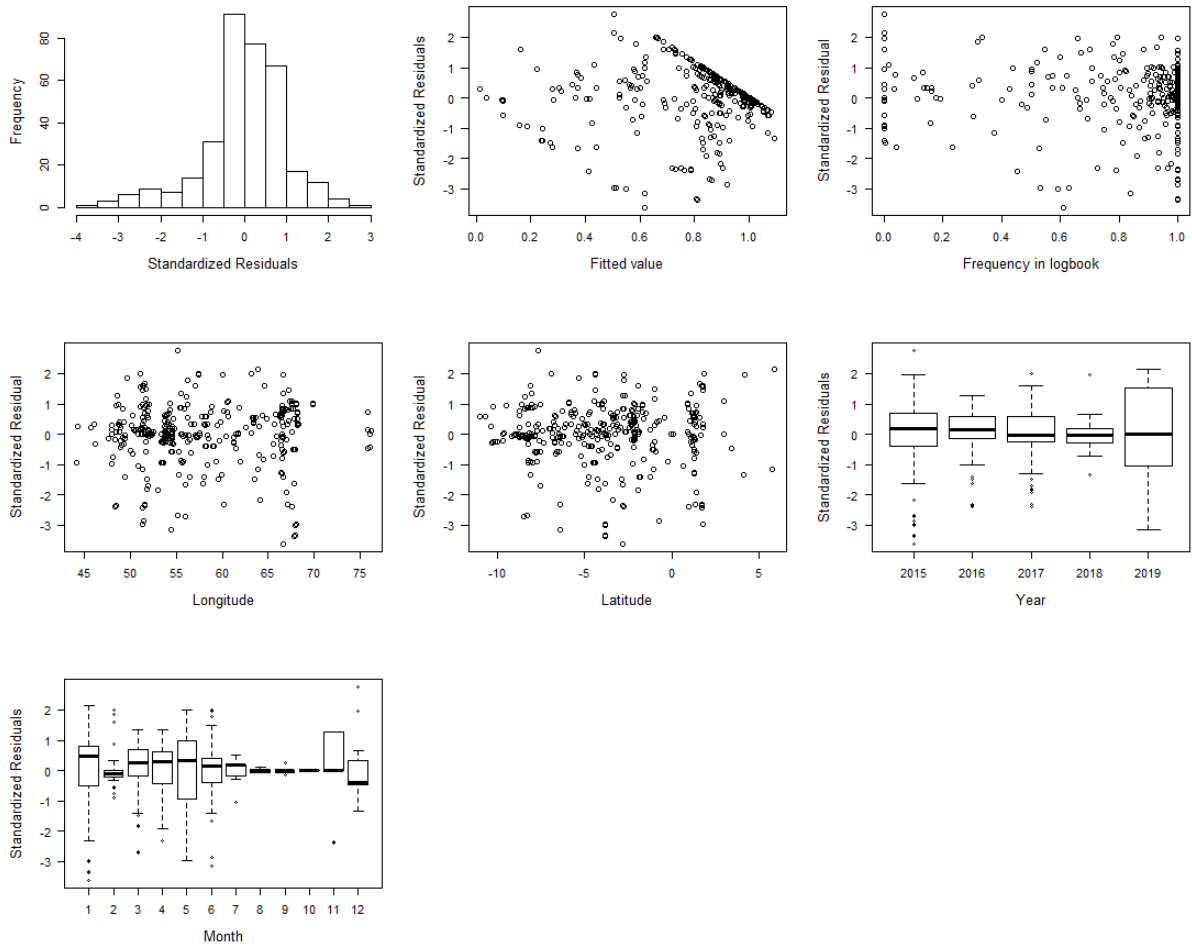 Frequency
80
60
40
20
0
-4 -3 -2 -1 0 1 2 3
Standardized Residuals
Standardized Residuals
2
1
0
-1
-2
-3
0.0 0.2 0.4 0.6 0.8 1.0
Fitted value
Standardized Residual
2
1
0
-1
-2
-3
0.0 0.2 0.4 0.6 0.8 1.0
Frequency in logbook
Standardized Residual
2
1
0
-1
-2
-3
45 50 55 60 65 70 75
Longitude
Standardized Residual
2
1
0
-1
-2
-3
-10 -5 0 5
Latitude
Standardized Residuals
2
1
0
-1
-2
-3
2015 2016 2017 2018 2019
Year
Standardized Residuals
2
1
0
-1
-2
-3
1 2 3 4 5 6 7 8 9 10 11 12
Month